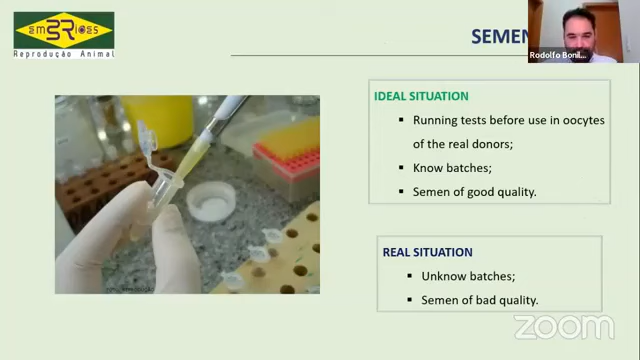 EMBRIOES
Reprodução Animal
SEMEN
Rodolfo Bonil...
IDEAL SITUATION
▪ Running tests before use in oocytes
of the real donors;
▪ Know batches;
▪ Semen of good quality.
REAL SITUATION
▪ Unknow batches;
▪ Semen of bad quality.
zoom